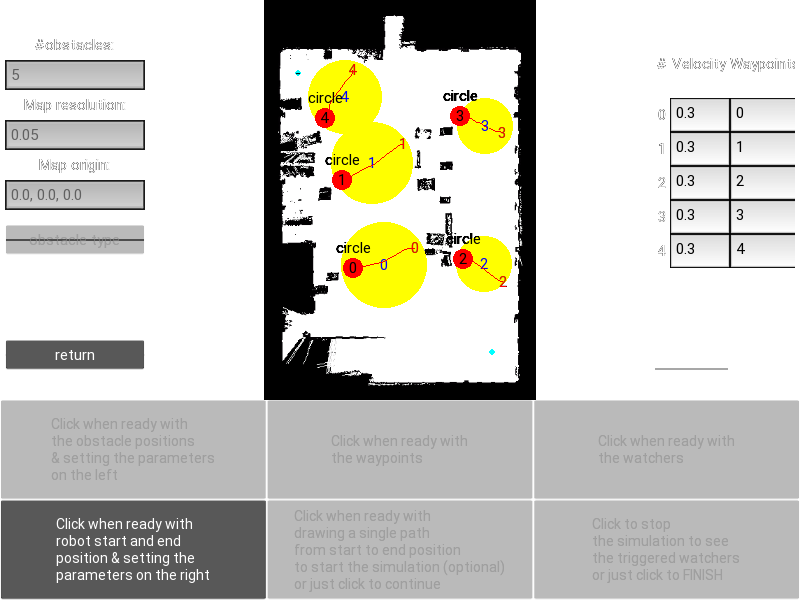 #obstacles:
5
Map resolution:
0.05
Map origin:
0.0, 0.0, 0.0
obstacle type
return
4
circle
4
4
circle
3
3
3
1
circle
1
1
circle
0
0
0
circle
2
2
2
# Velocity Waypoints
0 0.3 0
1 0.3 1
2 0.3 2
3 0.3 3
4 0.3 4
Click when ready with
the obstacle positions
& setting the parameters
on the left
Click when ready with
the waypoints
Click when ready with
the watchers
Click when ready with
robot start and end
position & setting the
parameters on the right
Click when ready with
drawing a single path
from start to end position
to start the simulation (optional)
or just click to continue
Click to stop
the simulation to see
the triggered watchers
or just click to FINISH